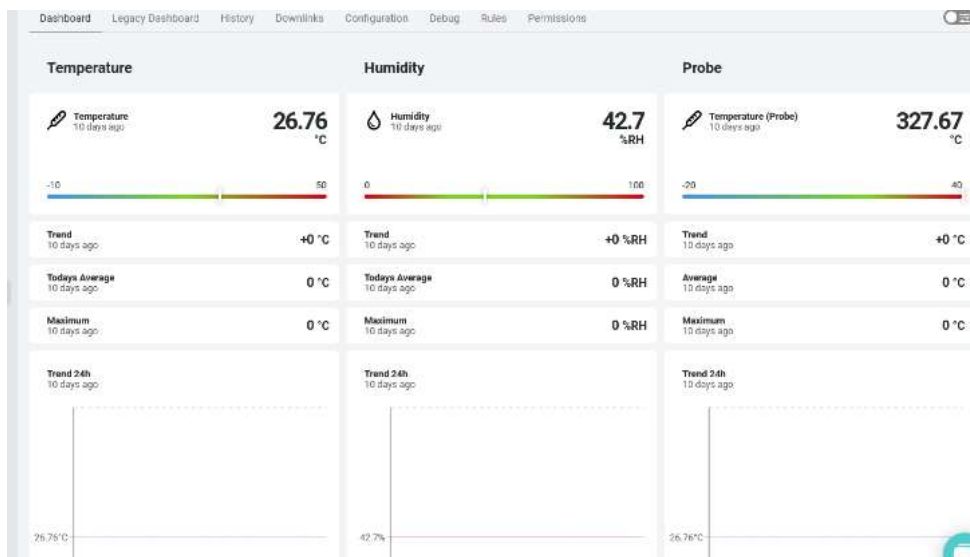 Dashboard Legacy Dashboard History Downlinks Configuration Debug Rules Permissions
Temperature
Temperature
10 days ago
26.76
°C
-10 50
Trend
10 days ago
+0 °C
Todays Average
10 days ago
0 °C
Maximum
10 days ago
0 °C
Trend 24h
10 days ago
26.76°C
Humidity
Humidity
10 days ago
42.7
%RH
0 100
Trend
10 days ago
+0 %RH
Todays Average
10 days ago
0 %RH
Maximum
10 days ago
0 %RH
Trend 24h
10 days ago
42.7%
Probe
Temperature (Probe)
10 days ago
327.67
°C
-20 40
Trend
10 days ago
+0 °C
Average
10 days ago
0 °C
Maximum
10 days ago
0 °C
Trend 24h
10 days ago
26.76°C